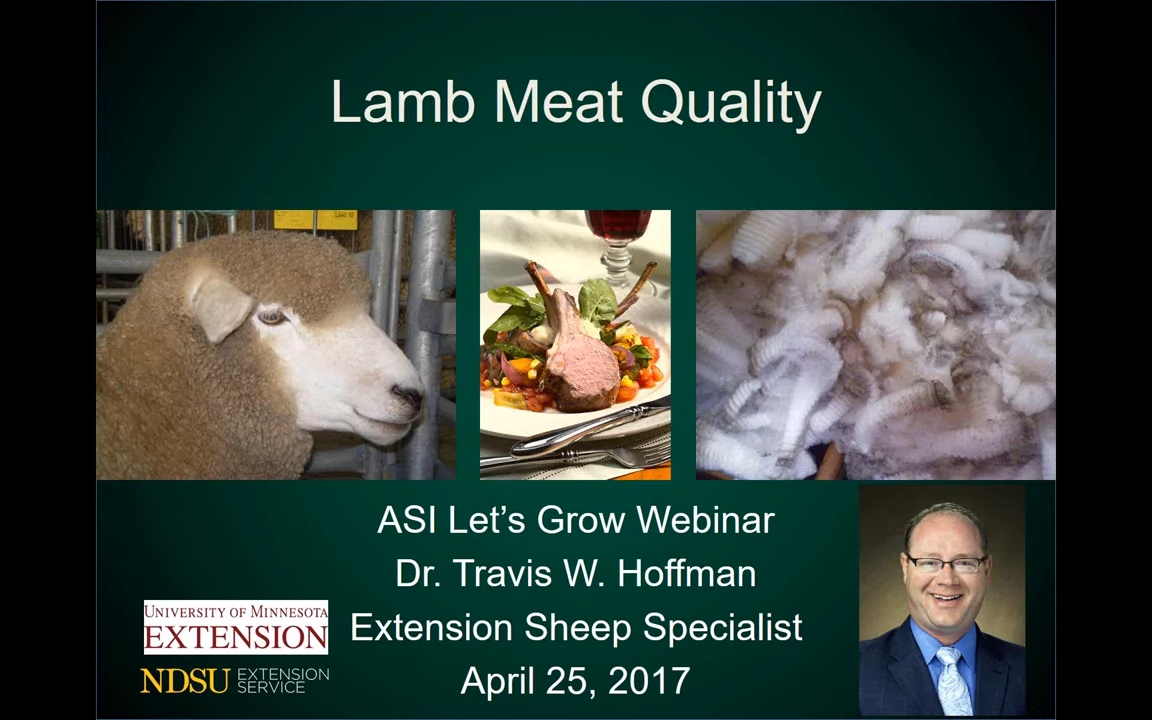 Lamb Meat Quality
ASI Let's Grow Webinar
Dr. Travis W. Hoffman
Extension Sheep Specialist
April 25, 2017
UNIVERSITY OF MINNESOTA
EXTENSION
NDSU EXTENSION
SERVICE